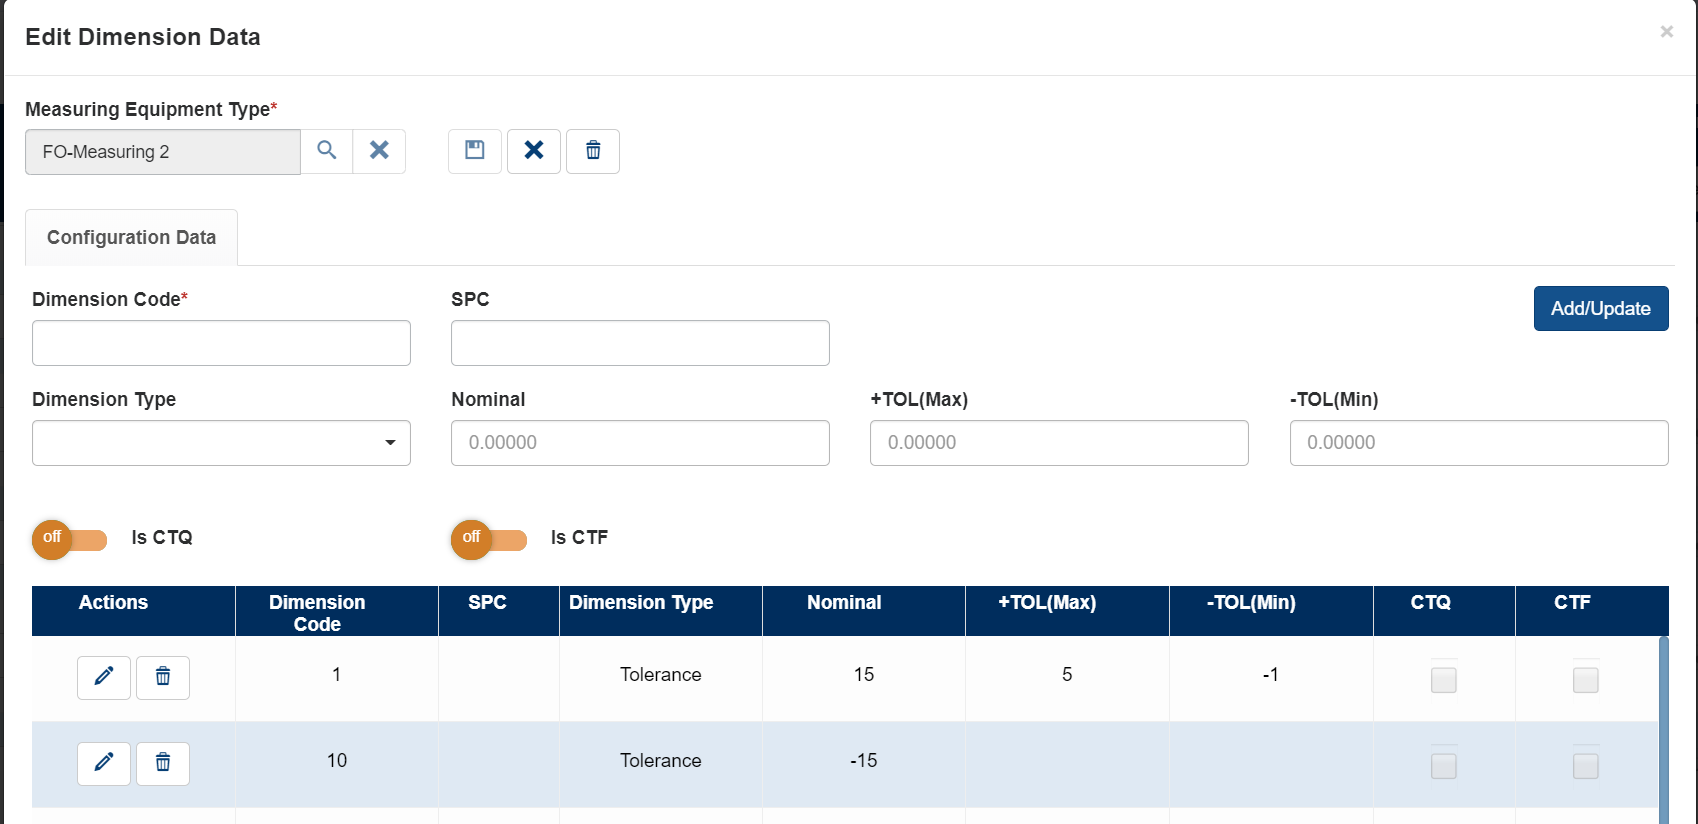 Edit Dimension Data
×
Measuring Equipment Type*
FO-Measuring 2
Configuration Data
Dimension Code*
SPC
Add/Update
Dimension Type
Nominal
+TOL(Max)
-TOL(Min)
0.00000
0.00000
0.00000
off
Is CTQ
off
Is CTF
Actions
Dimension
Code
SPC
Dimension Type
Nominal
+TOL(Max)
-TOL(Min)
CTQ
CTF
1
Tolerance
15
5
-1
10
Tolerance
-15